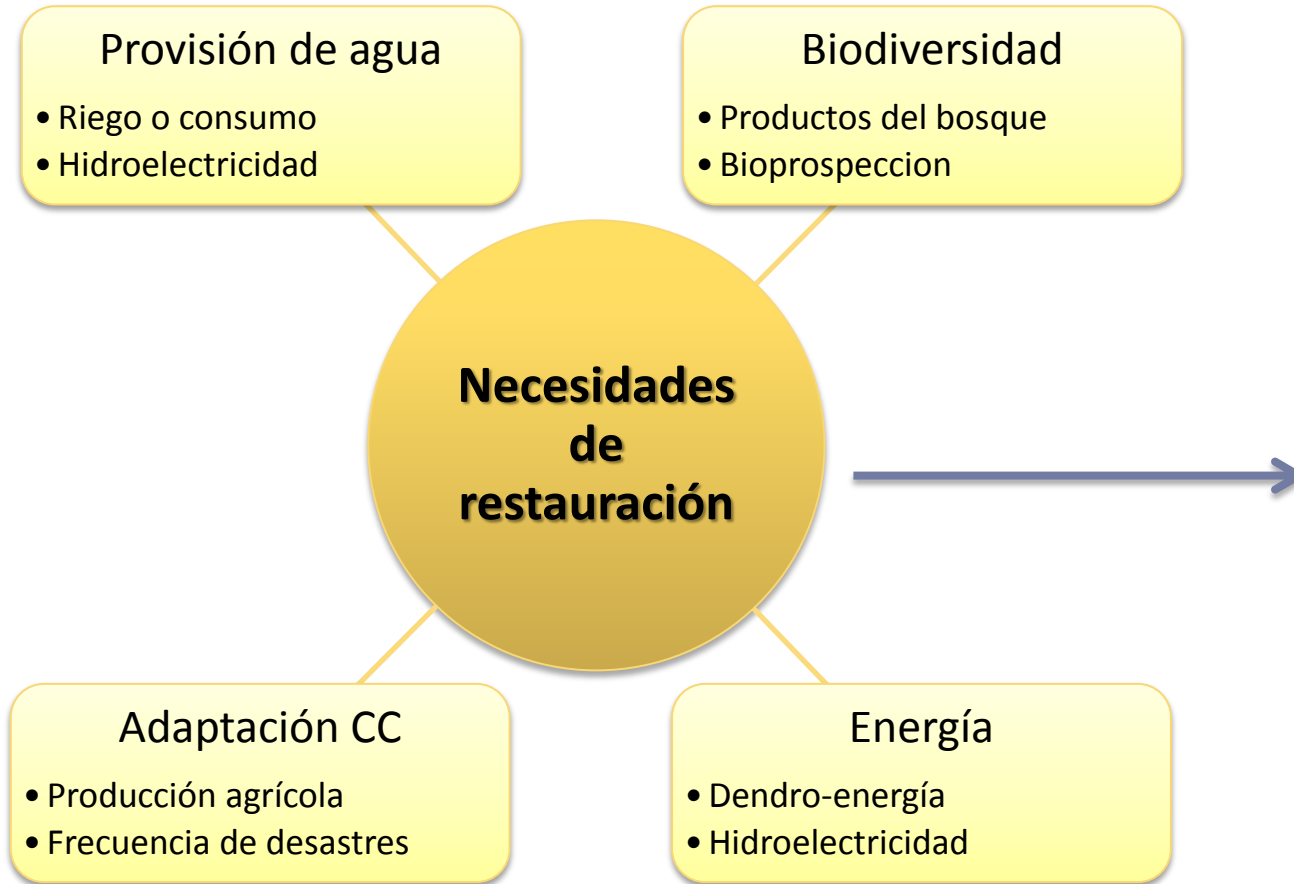 Provisión de agua
• Riego o consumo
• Hidroelectricidad
Biodiversidad
• Productos del bosque
• Bioprospeccion
Necesidades
de
restauración
Adaptación CC
• Producción agrícola
• Frecuencia de desastres
Energía
• Dendro-energía
• Hidroelectricidad